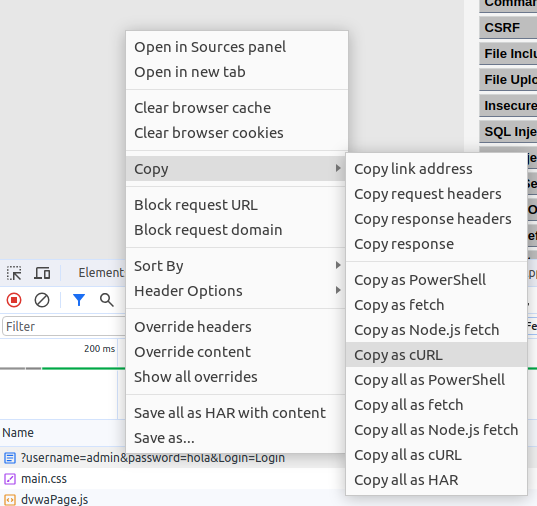 Comman
CSRF
File Inclu
File Uplo
Insecure
SQL Inje
Open in Sources panel
Open in new tab
Clear browser cache
Clear browser cookies
Copy
Block request URL
Block request domain
Sort By
Header Options
Override headers
Override content
Show all overrides
Save all as HAR with content
Save as...
Copy link address
Copy request headers
Copy response headers
Copy response
Copy as PowerShell
Copy as fetch
Copy as Node.js fetch
Copy as cURL
Copy all as PowerShell
Copy all as fetch
Copy all as Node.js fetch
Copy all as cURL
Copy all as HAR
Element
Filter
200 ms
Name
?username=admin&password=hola&Login=Login
main.css
dvwaPage.js